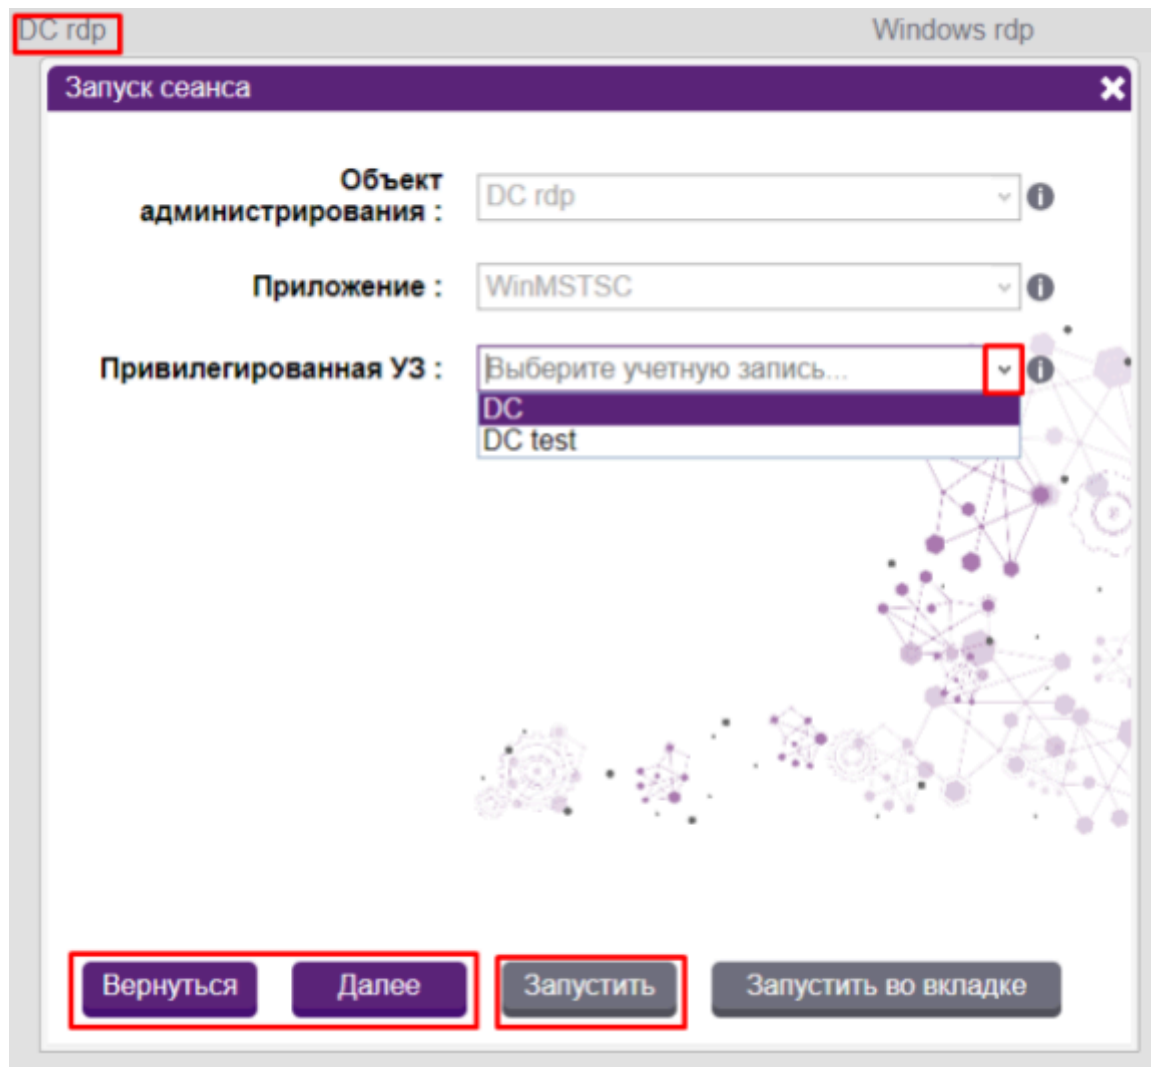 DC rdp
Windows rdp
Запуск сеанса
Объект
администрирования :
DC rdp
Приложение :
WinMSTSC
Привилегированная УЗ :
Выберите учетную запись...
DC
DC test
Вернуться
Далее
Запустить
Запустить во вкладке